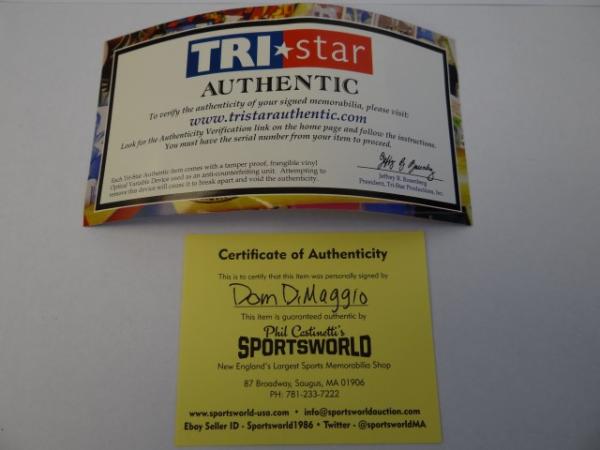 TRI★star
AUTHENTIC
To verify the authenticity of your signed memorabilia, please visit:
www.tristarauthentic.com
Look for the Authenticity Verification link on the home page and follow the instructions.
You must have the serial number from your item to proceed.
Each Tri-Star Authentic item comes with a tamper proof, frangible vinyl
Optical Variable Device used as an anti-counterfeiting unit. Attempting to
remove this device will cause it to break apart and void the authenticity.
Jeffrey R. Rosenberg
President, Tri-Star Productions, Inc.
Certificate of Authenticity
This is to certify that this item was personally signed by
Dom DiMaggio
This item is guaranteed authentic by
Phil Castinetti's
SPORTSWORLD
New England's Largest Sports Memorabilia Shop
87 Broadway, Saugus, MA 01906
PH: 781-233-7222
www.sportsworld-usa.com • info@sportsworldauction.com
Ebay Seller ID - Sportsworld1986 • Twitter - @sportsworldMA